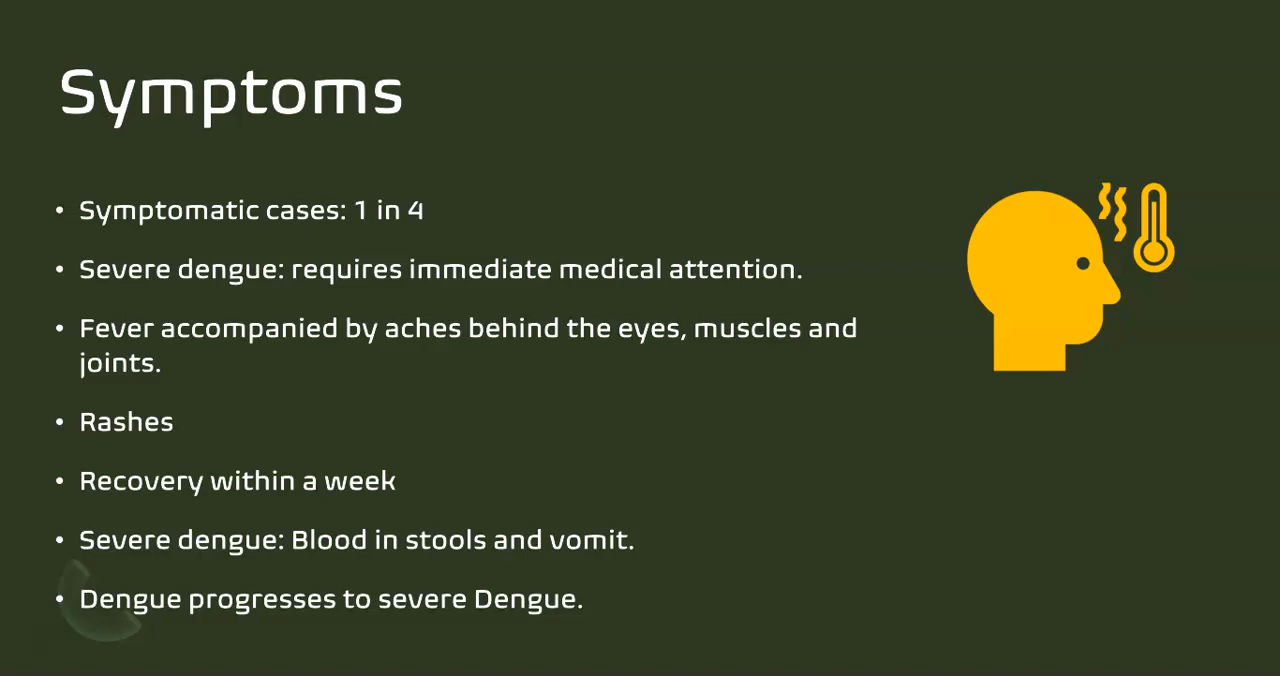 Symptoms
• Symptomatic cases: 1 in 4
• Severe dengue: requires immediate medical attention.
• Fever accompanied by aches behind the eyes, muscles and
joints.
• Rashes
• Recovery within a week
• Severe dengue: Blood in stools and vomit.
• Dengue progresses to severe Dengue.